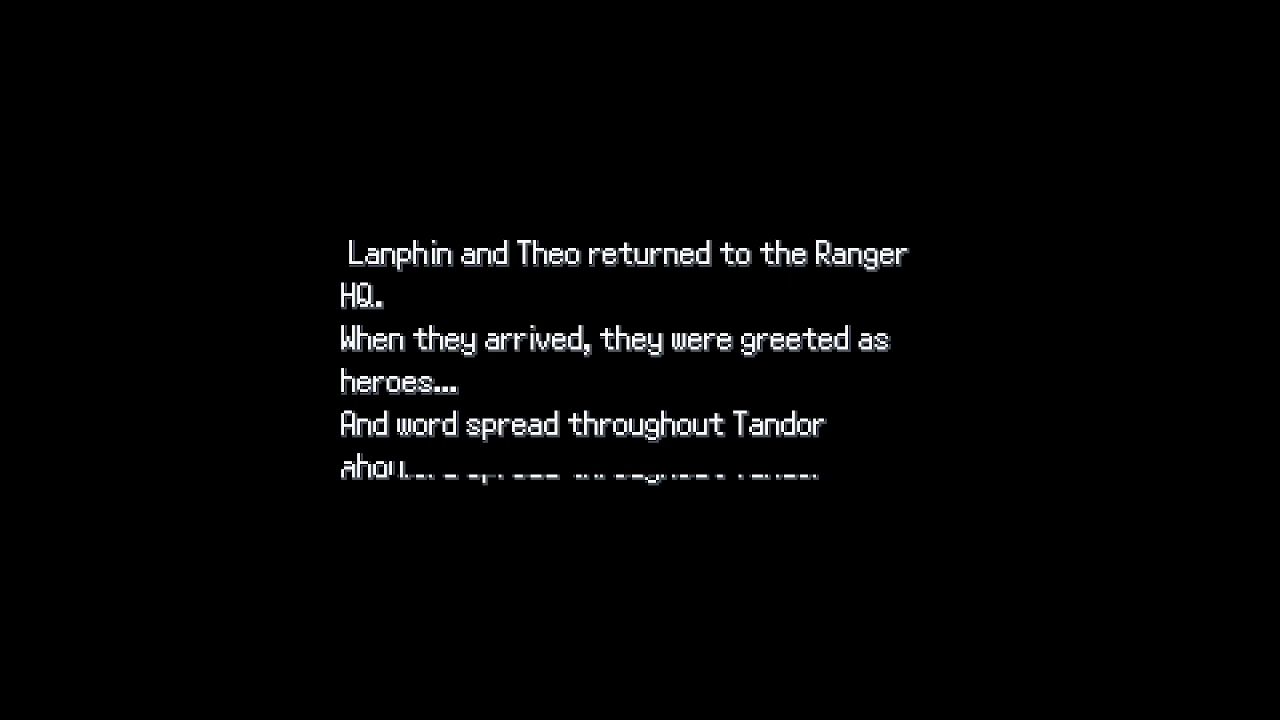 Lanphin and Theo returned to the Ranger
HQ.
When they arrived, they were greeted as
heroes...
And word spread throughout Tandor